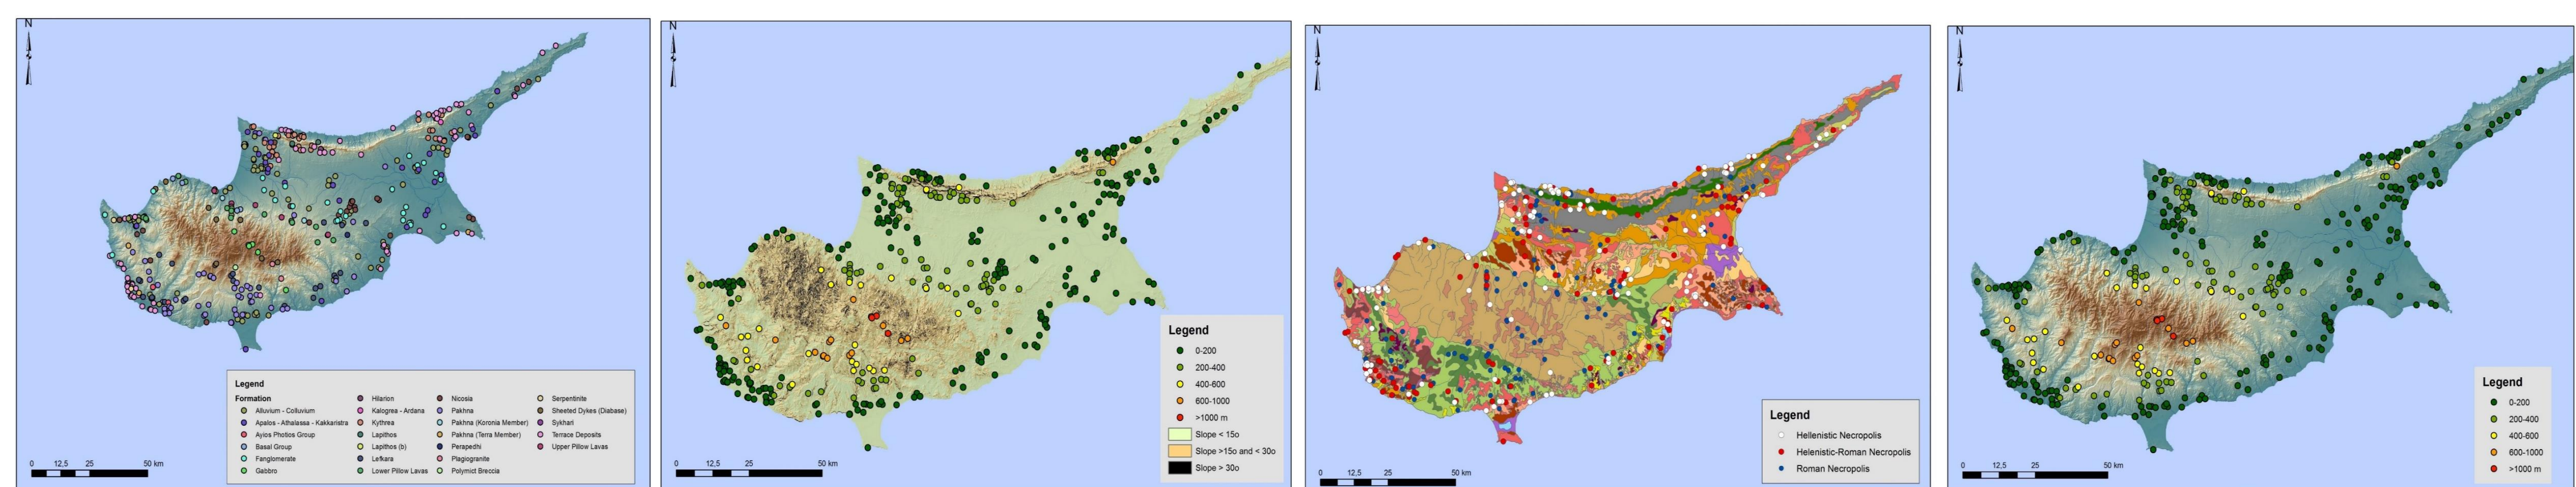 N
Legend
Formation
Alluvium - Colluvium
Apalos - Athalassa - Kakkaristra
Ayios Photios Group
Basal Group
Fanglomerate
Gabbro
Hilarion
Kalogrea - Ardana
Kythrea
Lapithos
Lapithos (b)
Lefkara
Lower Pillow Lavas
Nicosia
Pakhna
Pakhna (Koronia Member)
Pakhna (Terra Member)
Perapedhi
Plagiogranite
Polymict Breccia
Serpentinite
Sheeted Dykes (Diabase)
Sykhari
Terrace Deposits
Upper Pillow Lavas
0 12,5 25 50 km
N
Legend
0-200
200-400
400-600
600-1000
>1000 m
Slope < 15o
Slope >15o and < 30o
Slope > 30o
0 12,5 25 50 km
N
Legend
Hellenistic Necropolis
Helenistic-Roman Necropolis
Roman Necropolis
0 12,5 25 50 km
N
Legend
0-200
200-400
400-600
600-1000
>1000 m
0 12,5 25 50 km